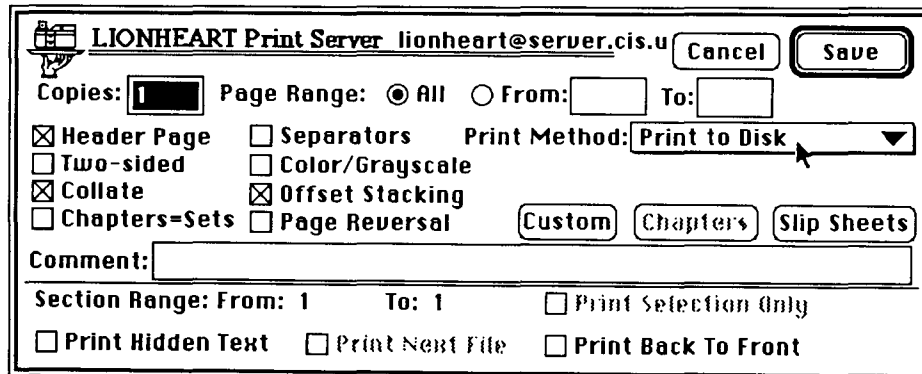 LIONHEART Print Server lionheart@server.cis.u Cancel Save
Copies: 1 Page Range: All From: To:
Header Page Separators Print Method: Print to Disk
Two-sided Color/Grayscale
Collate Offset Stacking
Chapters=Sets Page Reversal Custom Chapters Slip Sheets
Comment:
Section Range: From: 1 To: 1 Print Selection Only
Print Hidden Text Print Next File Print Back To Front